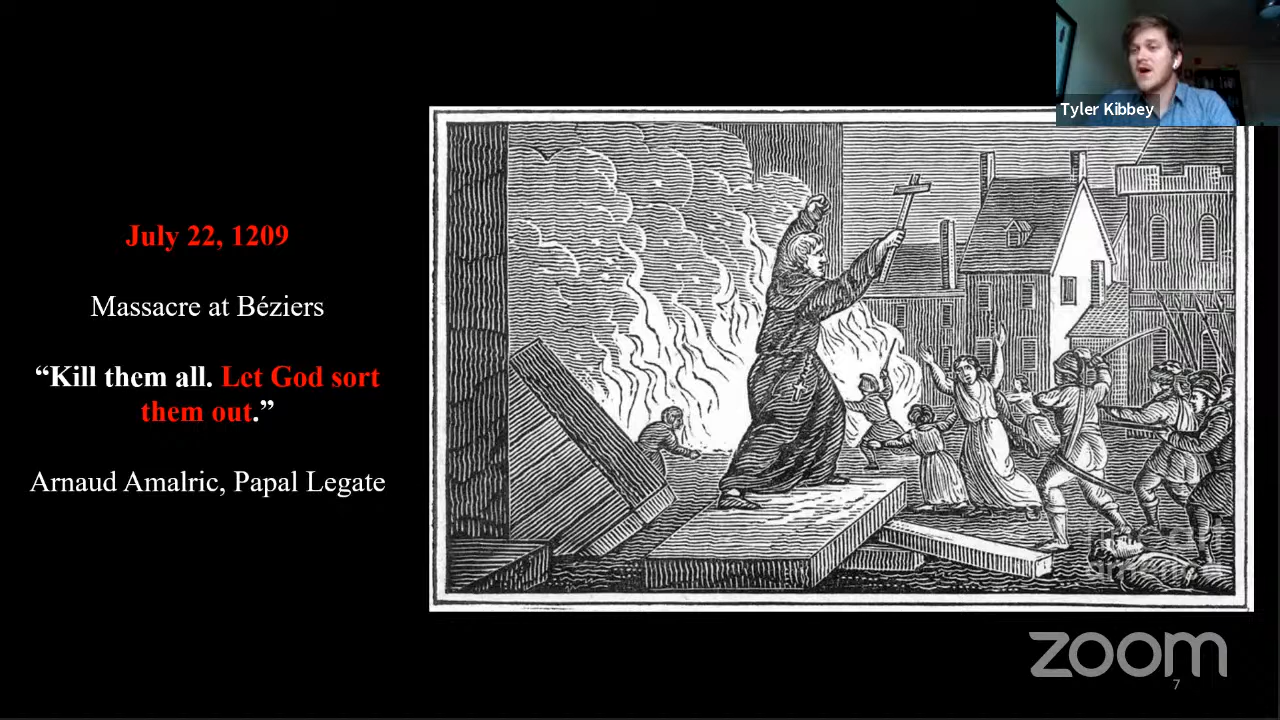 Tyler Kibbey
July 22, 1209
Massacre at Béziers
“Kill them all. Let God sort
them out.”
Arnaud Amalric, Papal Legate
zoom
7